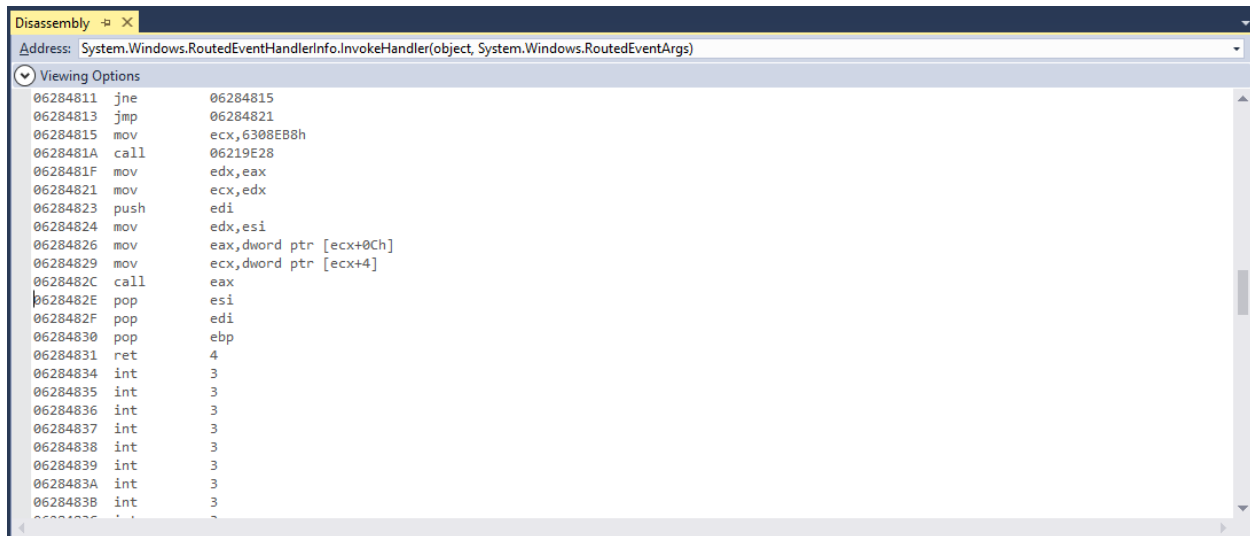 Disassembly
Address: System.Windows.RoutedEventHandlerInfo.InvokeHandler(object, System.Windows.RoutedEventArgs)
Viewing Options
06284811 jne 06284815
06284813 jmp 06284821
06284815 mov ecx,6308EB8h
0628481A call 06219E28
0628481F mov edx,eax
06284821 mov ecx,edx
06284823 push edi
06284824 mov edx,esi
06284826 mov eax,dword ptr [ecx+0Ch]
06284829 mov ecx,dword ptr [ecx+4]
0628482C call eax
0628482E pop esi
0628482F pop edi
06284830 pop ebp
06284831 ret 4
06284834 int 3
06284835 int 3
06284836 int 3
06284837 int 3
06284838 int 3
06284839 int 3
0628483A int 3
0628483B int 3